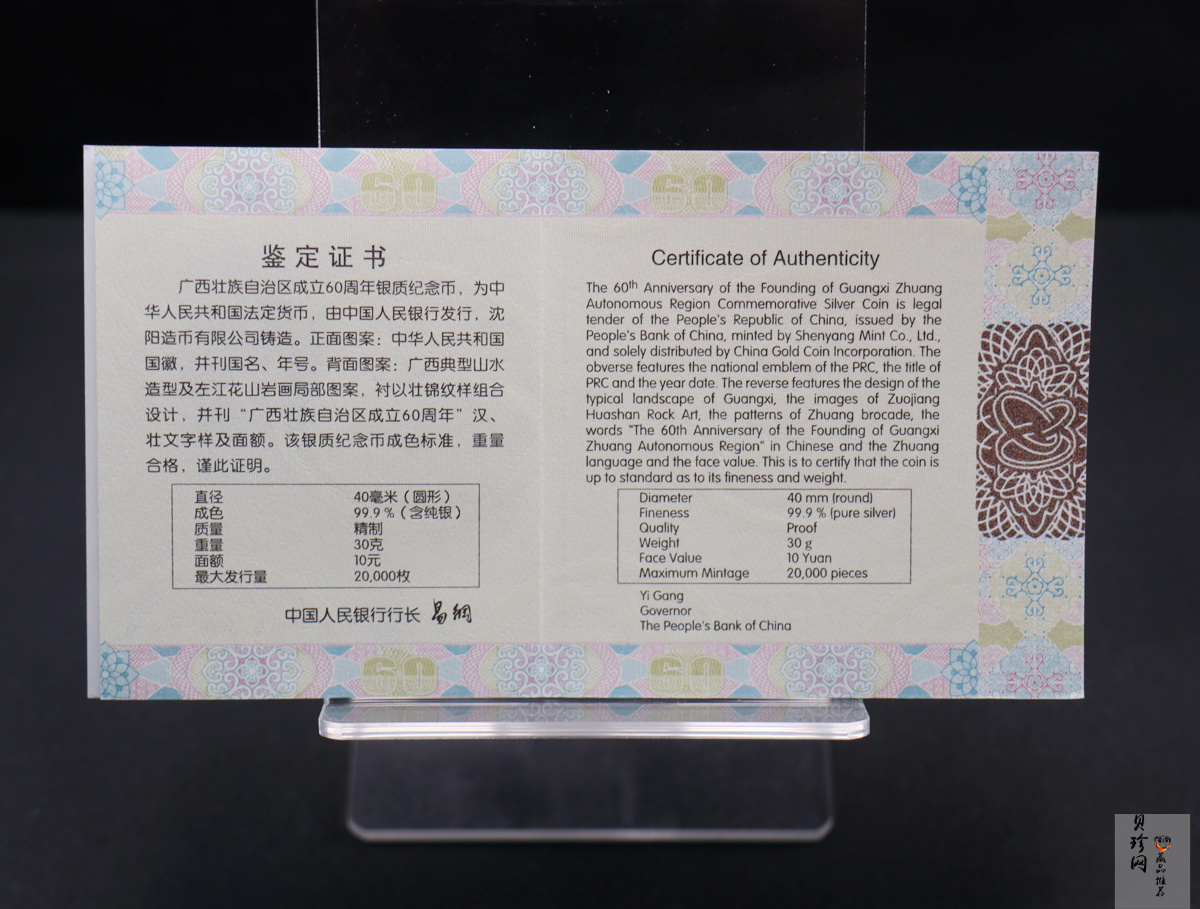 60
60
鉴定证书
广西壮族自治区成立60周年银质纪念币，为中
华人民共和国法定货币，由中国人民银行发行，沈
阳造币有限公司铸造。正面图案：中华人民共和国
国徽，并刊国名、年号。背面图案：广西典型山水
造型及左江花山岩画局部图案，衬以壮锦纹样组合
设计，并刊“广西壮族自治区成立60周年”汉、
壮文字样及面额。该银质纪念币成色标准，重量
合格，谨此证明。
直径 40毫米（圆形）
成色 99.9％（含纯银）
质量 精制
重量 30克
面额 10元
最大发行量 20,000枚
中国人民银行行长 易纲
Certificate of Authenticity
The 60th Anniversary of the Founding of Guangxi Zhuang
Autonomous Region Commemorative Silver Coin is legal
tender of the People's Republic of China, issued by the
People's Bank of China, minted by Shenyang Mint Co., Ltd.,
and solely distributed by China Gold Coin Incorporation. The
obverse features the national emblem of the PRC, the title of
PRC and the year date. The reverse features the design of the
typical landscape of Guangxi, the images of Zuojiang
Huashan Rock Art, the patterns of Zhuang brocade, the
words "The 60th Anniversary of the Founding of Guangxi
Zhuang Autonomous Region" in Chinese and the Zhuang
language and the face value. This is to certify that the coin is
up to standard as to its fineness and weight.
Diameter 40 mm (round)
Fineness 99.9 % (pure silver)
Quality Proof
Weight 30 g
Face Value 10 Yuan
Maximum Mintage 20,000 pieces
Yi Gang
Governor
The People's Bank of China
60
60
贝珍网
藏品推荐